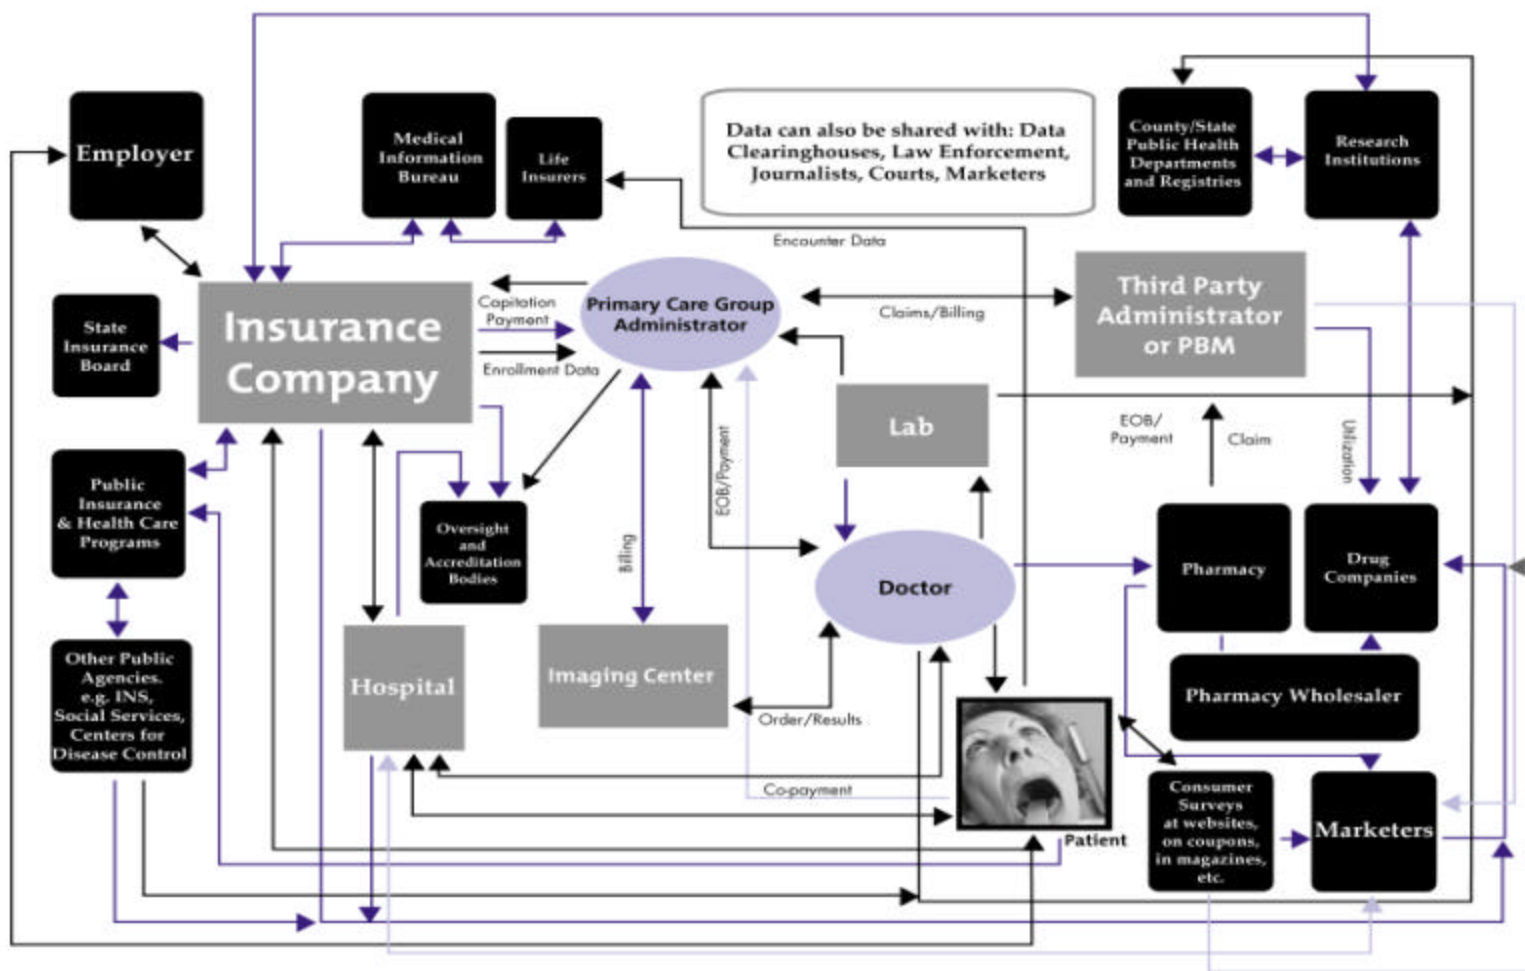 Employer
Medical
Information
Bureau
Life
Insurers
Data can also be shared with: Data
Clearinghouses, Law Enforcement,
Journalists, Courts, Marketers
County/State
Public Health
Departments
and Registries
Research
Institutions
Encounter Data
State
Insurance
Board
Insurance
Company
Capitation
Payment
Enrollment Data
Primary Care Group
Administrator
Claims/Billing
Third Party
Administrator
or PBM
Lab
EOB/
Payment
Claim
Utilization
EOB/Payment
Billing
Public
Insurance
& Health Care
Programs
Oversight
and
Accreditation
Bodies
Doctor
Pharmacy
Drug
Companies
Other Public
Agencies.
e.g. INS,
Social Services,
Centers for
Disease Control
Hospital
Imaging Center
Order/Results
Pharmacy Wholesaler
Co-payment
Patient
Consumer
Surveys
at websites,
on coupons,
in magazines,
etc.
Marketers